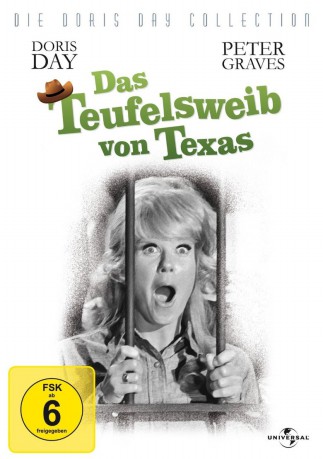 DIE DORIS DAY COLLECTION
DORIS DAY
PETER GRAVES
Das
Teufelsweib
von Texas
FSK
ab
6
freigegeben
UNIVERSAL